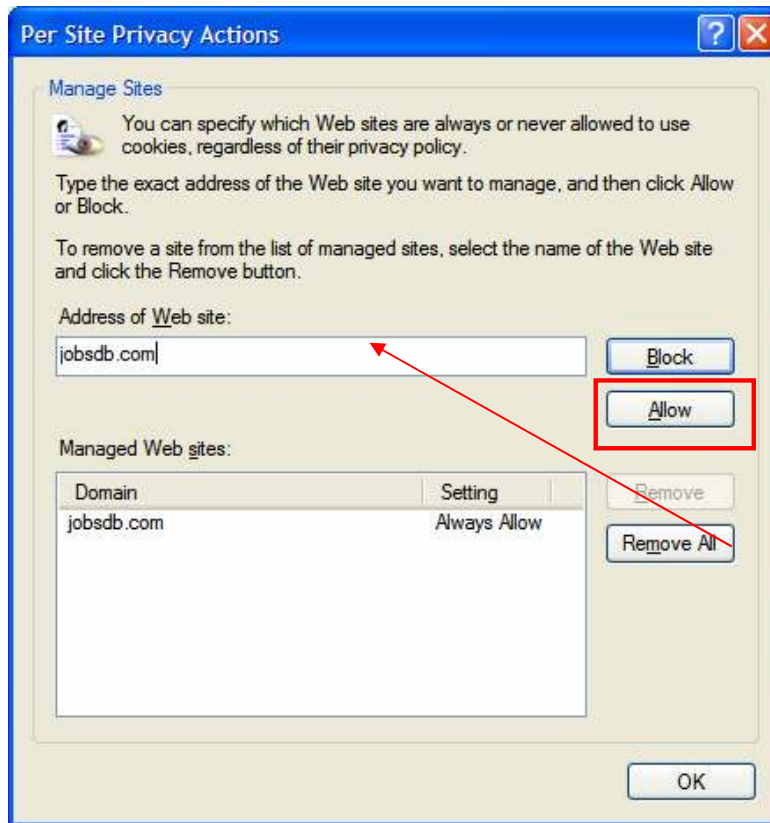 Per Site Privacy Actions
Manage Sites
You can specify which Web sites are always or never allowed to use
cookies, regardless of their privacy policy.
Type the exact address of the Web site you want to manage, and then click Allow
or Block.
To remove a site from the list of managed sites, select the name of the Web site
and click the Remove button.
Address of Web site:
jobsdb.com
Block
Allow
Managed Web sites:
Domain Setting
Remove
jobsdb.com Always Allow
Remove All
OK